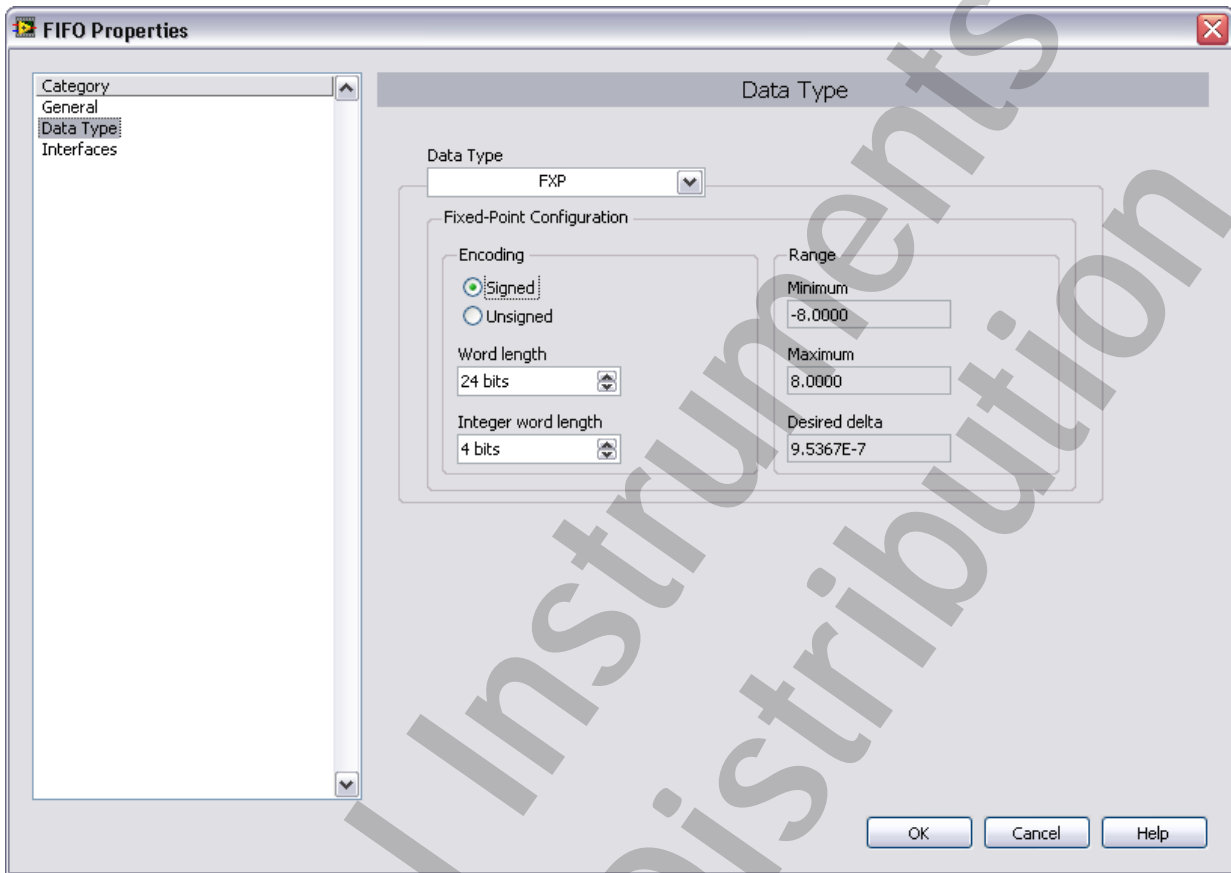 FIFO Properties
Category
General
Data Type
Interfaces
Data Type
Data Type
FXP
Fixed-Point Configuration
Encoding
Signed
Unsigned
Word length
24 bits
Integer word length
4 bits
Range
Minimum
-8.0000
Maximum
8.0000
Desired delta
9.5367E-7
OK
Cancel
Help
l Instruments
istribution